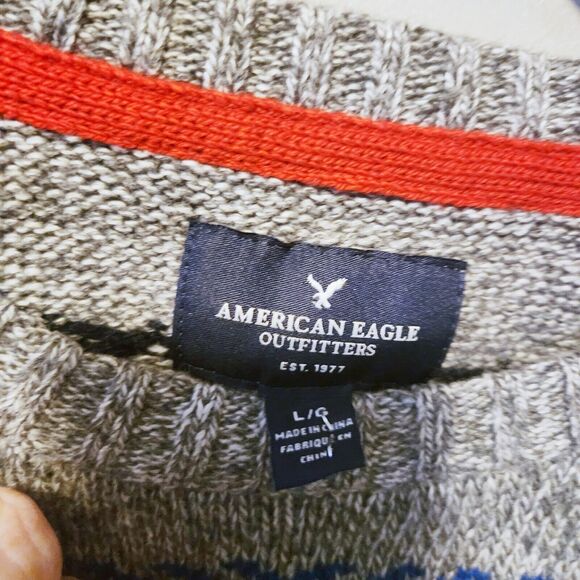 AMERICAN EAGLE
OUTFITTERS
EST. 1977
L/G
MADE IN CHINA
FABRIQUÉ EN
CHINE